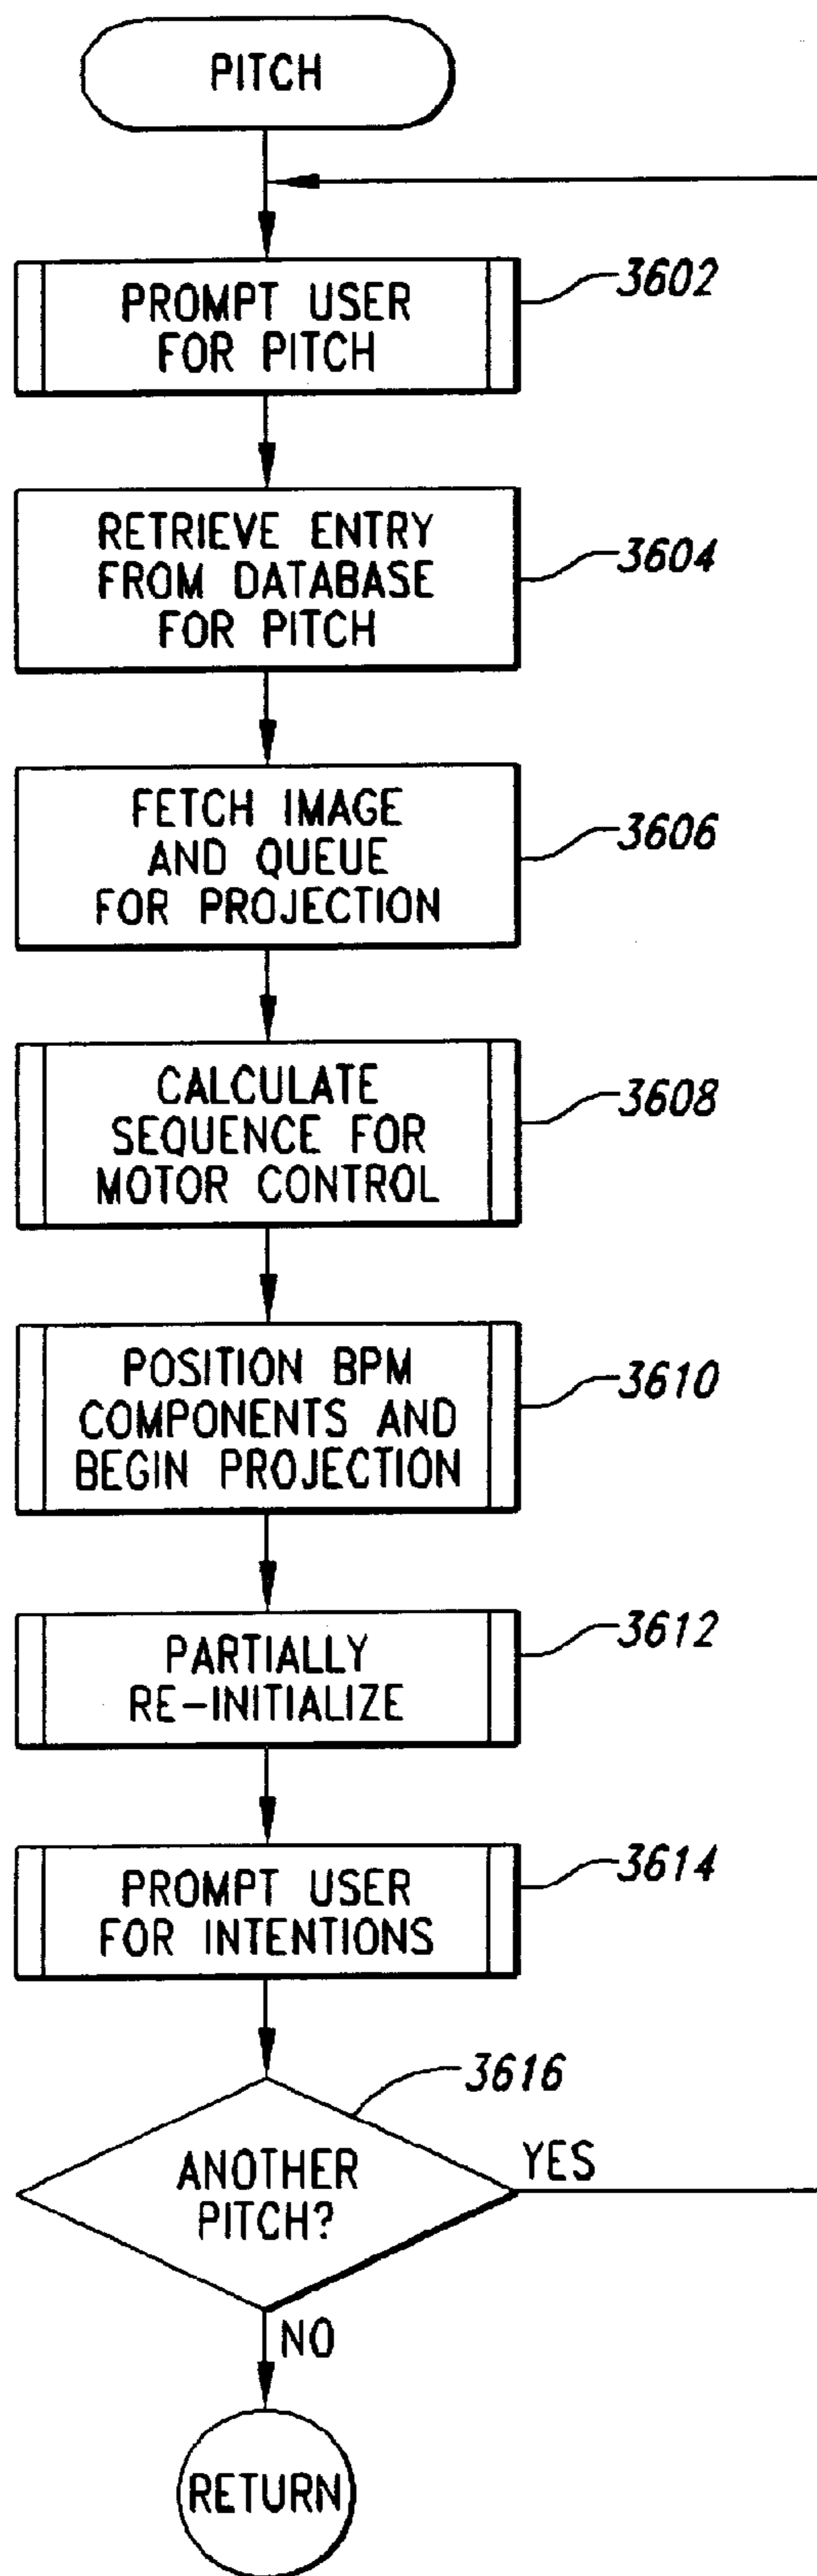 PITCH
PROMPT USER
FOR PITCH
3602
RETRIEVE ENTRY
FROM DATABASE
FOR PITCH
3604
FETCH IMAGE
AND QUEUE
FOR PROJECTION
3606
CALCULATE
SEQUENCE FOR
MOTOR CONTROL
3608
POSITION BPM
COMPONENTS AND
BEGIN PROJECTION
3610
PARTIALLY
RE-INITIALIZE
3612
PROMPT USER
FOR INTENTIONS
3614
3616
ANOTHER
PITCH?
YES
NO
RETURN